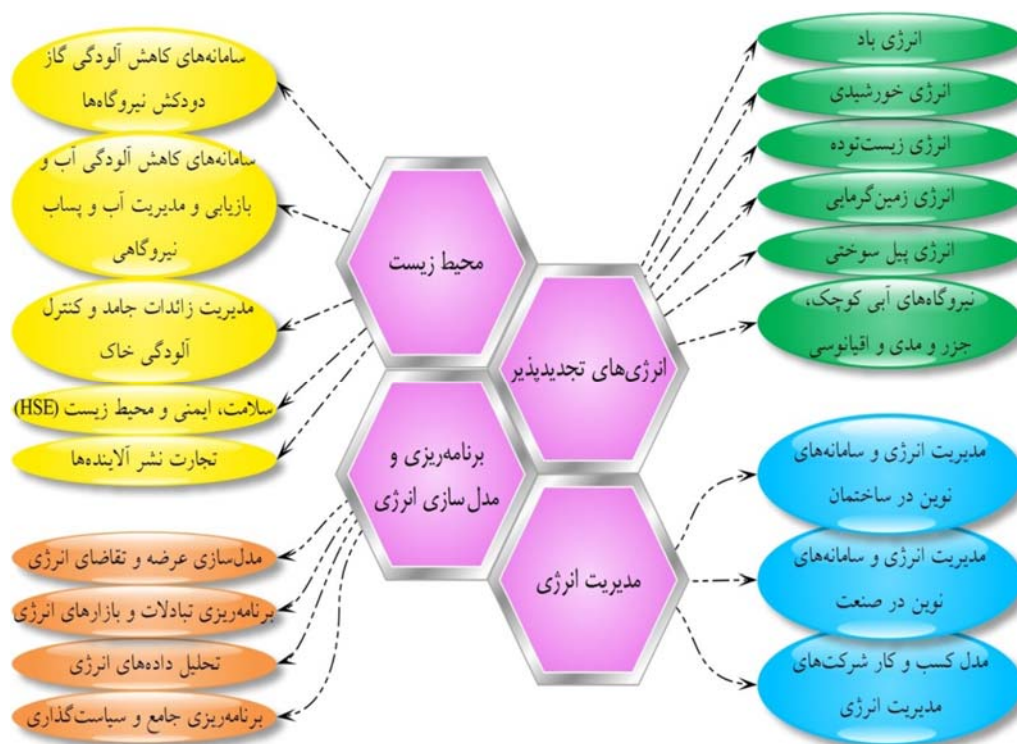 انرژی باد
انرژی خورشیدی
انرژی زیست‌توده
انرژی زمین‌گرمایی
انرژی پیل سوختی
نیروگاه‌های آبی کوچک،
جزر و مدی و اقیانوسی
سامانه‌های کاهش آلودگی گاز
دودکش نیروگاه‌ها
سامانه‌های کاهش آلودگی آب و
بازیابی و مدیریت آب و پساب
نیروگاهی
مدیریت زائدات جامد و کنترل
آلودگی خاک
سلامت، ایمنی و محیط زیست (HSE)
تجارت نشر آلاینده‌ها
محیط زیست
انرژی‌های تجدیدپذیر
برنامه‌ریزی و
مدل سازی انرژی
مدیریت انرژی
مدیریت انرژی و سامانه‌های
نوین در ساختمان
مدیریت انرژی و سامانه‌های
نوین در صنعت
مدل کسب و کار شرکت‌های
مدیریت انرژی
مدل‌سازی عرضه و تقاضای انرژی
برنامه‌ریزی تبادلات و بازارهای انرژی
تحلیل داده‌های انرژی
برنامه‌ریزی جامع و سیاست‌گذاری